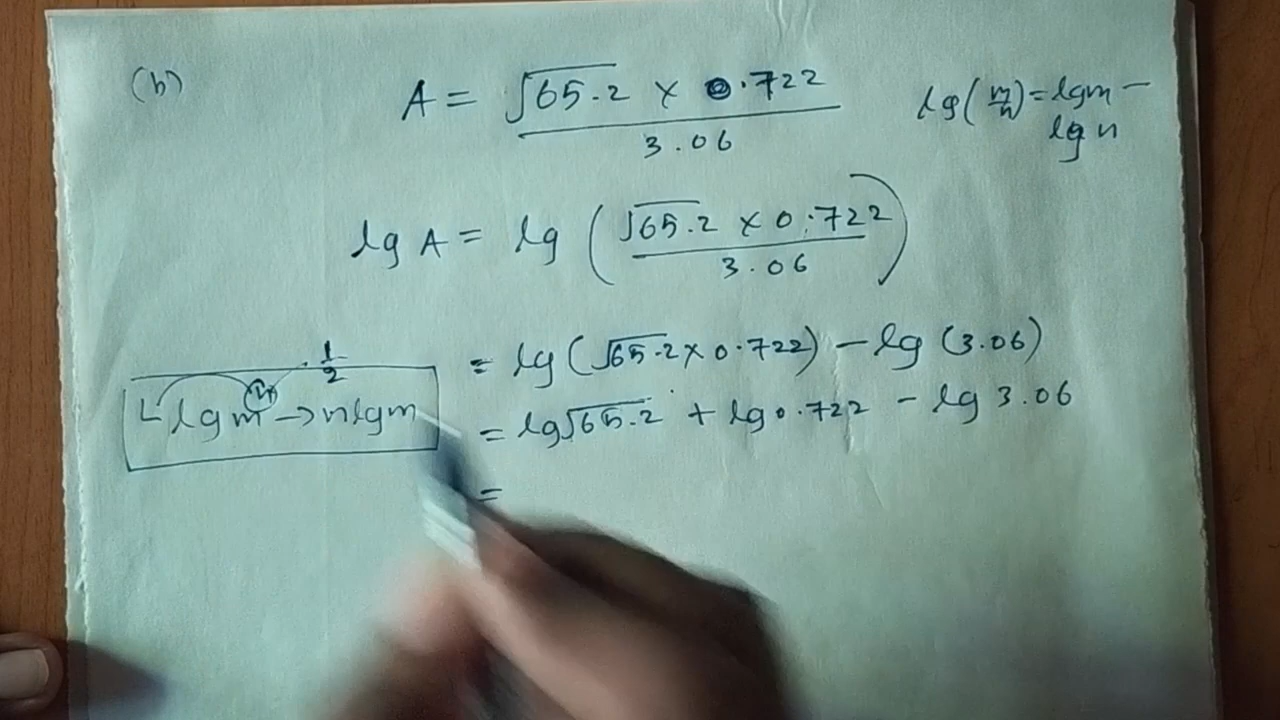 (b)
A = √65.2 × 0.722 / 3.06
lg(m/n) = lgm - lg n
lg A = lg (√65.2 × 0.722 / 3.06)
= lg (√65.2 × 0.722) - lg (3.06)
1/2
lg mⁿ → n lg m
= lg√65.2 + lg 0.722 - lg 3.06
=